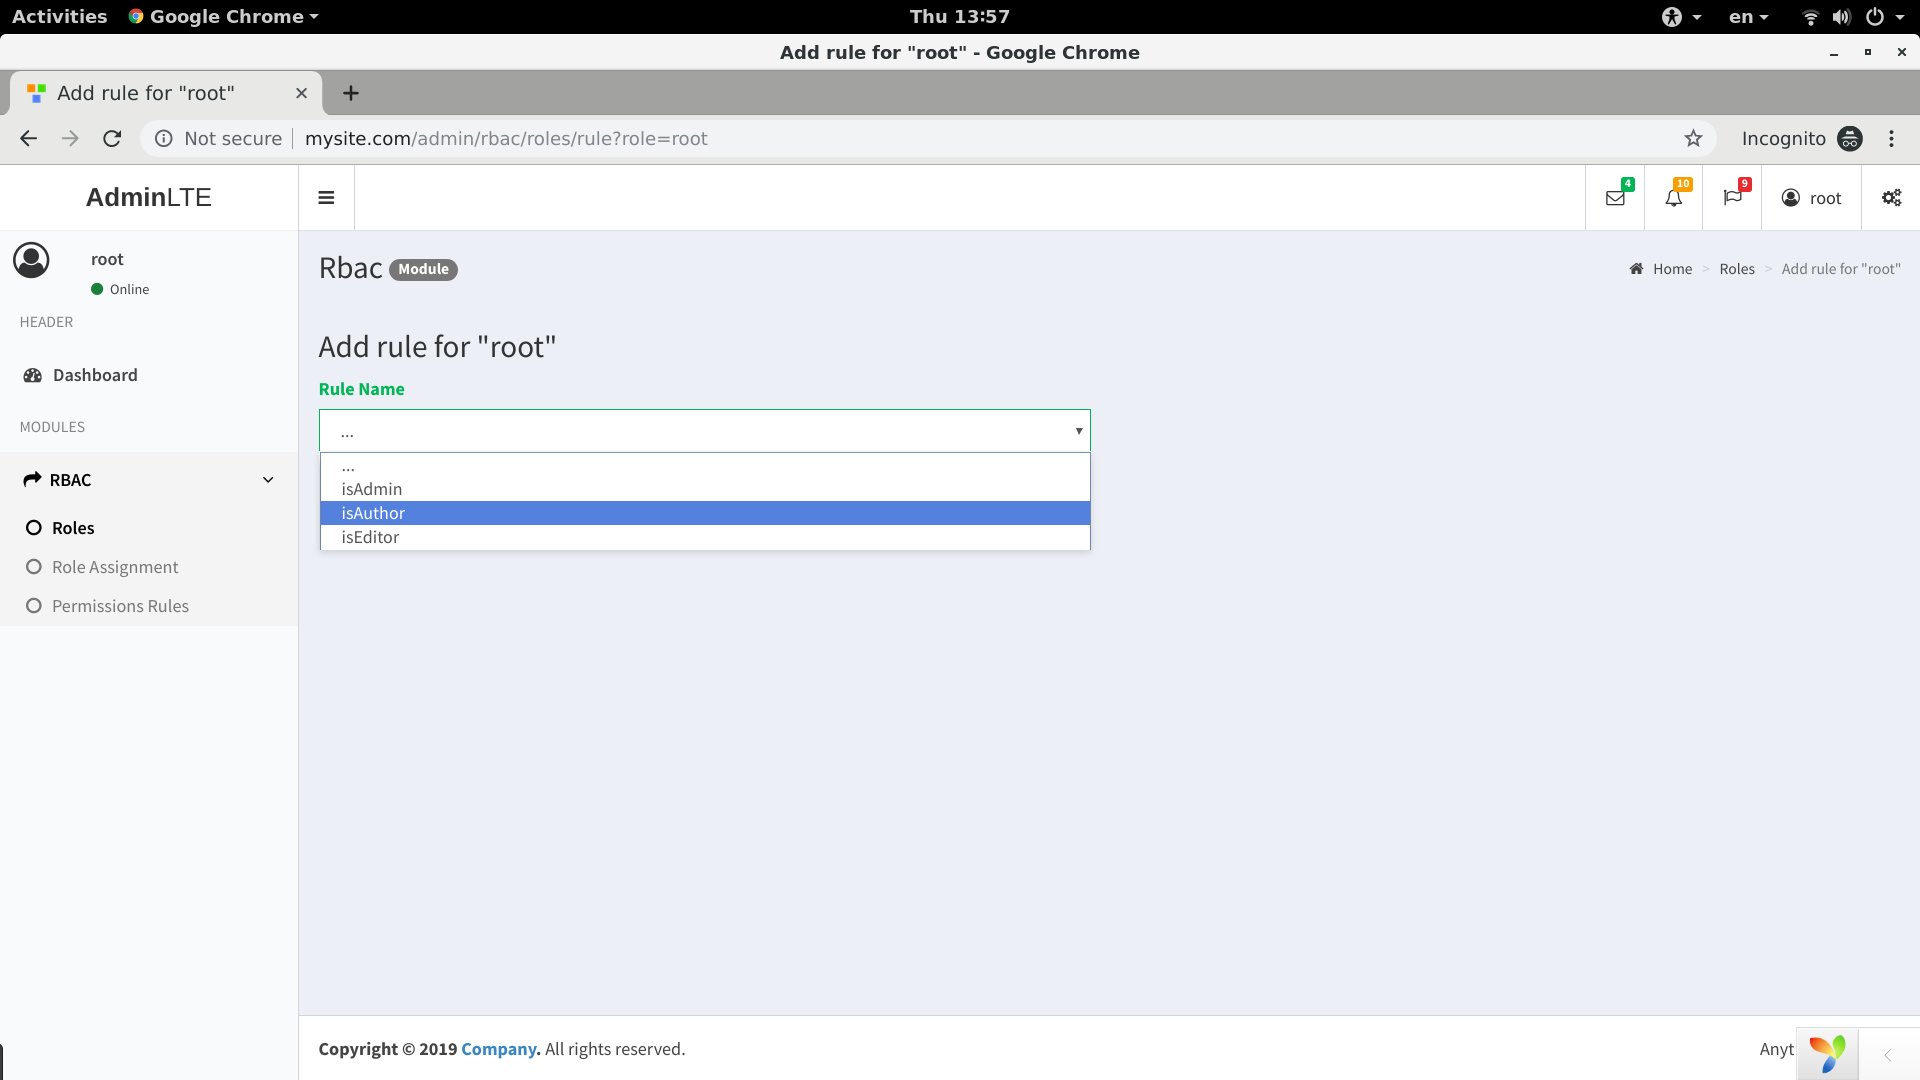 Activities Google Chrome Thu 13:57 en
Add rule for "root" - Google Chrome
Add rule for "root"
Not secure mysite.com/admin/rbac/roles/rule?role=root Incognito
AdminLTE 4 10 9 root
root
Online
HEADER
Dashboard
MODULES
RBAC
Roles
Role Assignment
Permissions Rules
Rbac Module Home > Roles > Add rule for "root"
Add rule for "root"
Rule Name
...
...
isAdmin
isAuthor
isEditor
Copyright © 2019 Company. All rights reserved. Anyt